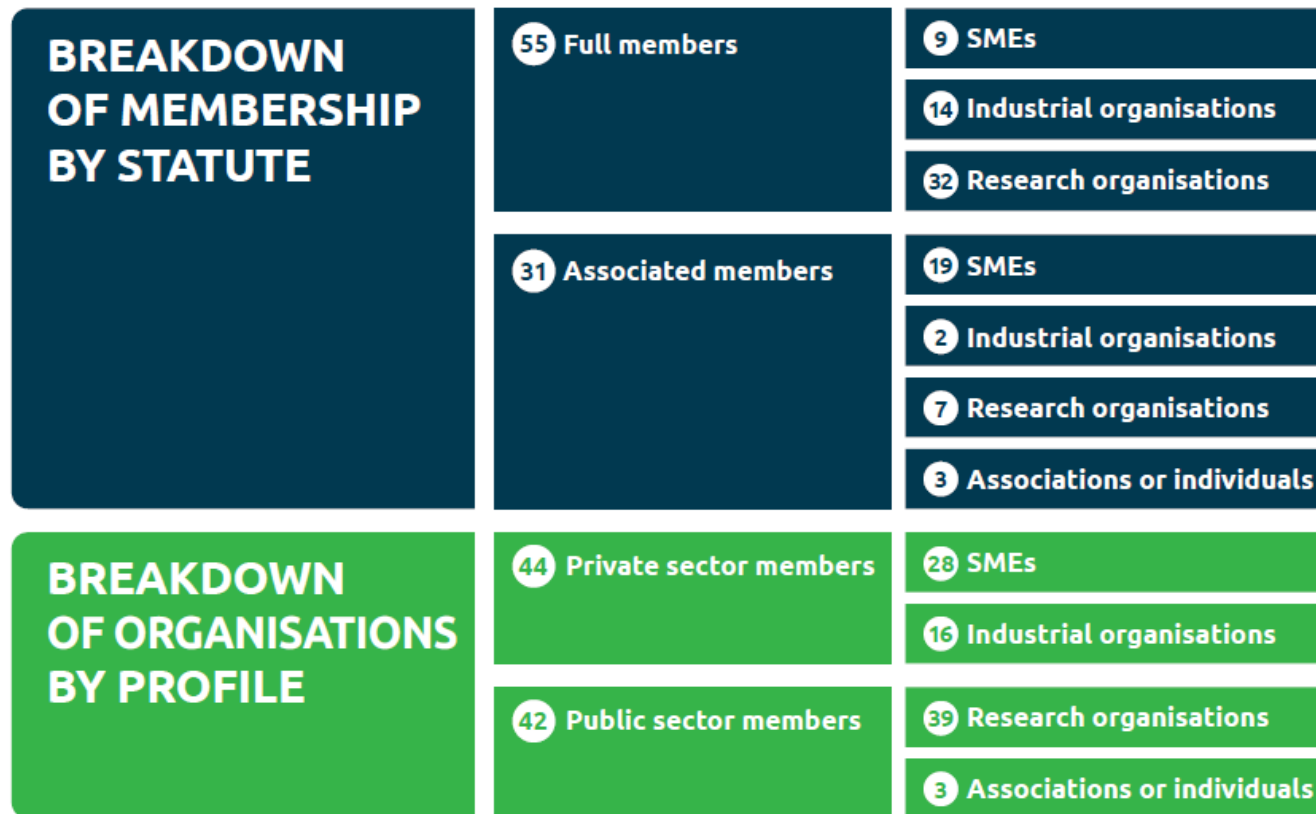 BREAKDOWN
OF MEMBERSHIP
BY STATUTE
55 Full members
9 SMEs
14 Industrial organisations
32 Research organisations
31 Associated members
19 SMEs
2 Industrial organisations
7 Research organisations
3 Associations or individuals
BREAKDOWN
OF ORGANISATIONS
BY PROFILE
44 Private sector members
28 SMEs
16 Industrial organisations
42 Public sector members
39 Research organisations
3 Associations or individuals